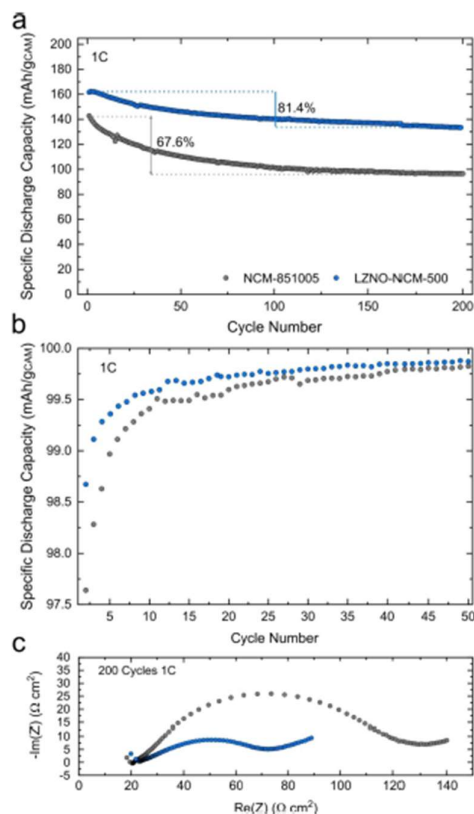 a
1C
Specific Discharge Capacity (mAh/gCAM)
200
180
160
140
120
100
80
60
40
20
0
81.4%
67.6%
NCM-851005 LZNO-NCM-500
0 50 100 150 200
Cycle Number
b
1C
Specific Discharge Capacity (mAh/gCAM)
100.0
99.5
99.0
98.5
98.0
97.5
5 10 15 20 25 30 35 40 45 50
Cycle Number
c
200 Cycles 1C
-Im(Z) (Ω cm²)
40
35
30
25
20
15
10
5
0
-5
0 20 40 60 80 100 120 140
Re(Z) (Ω cm²)